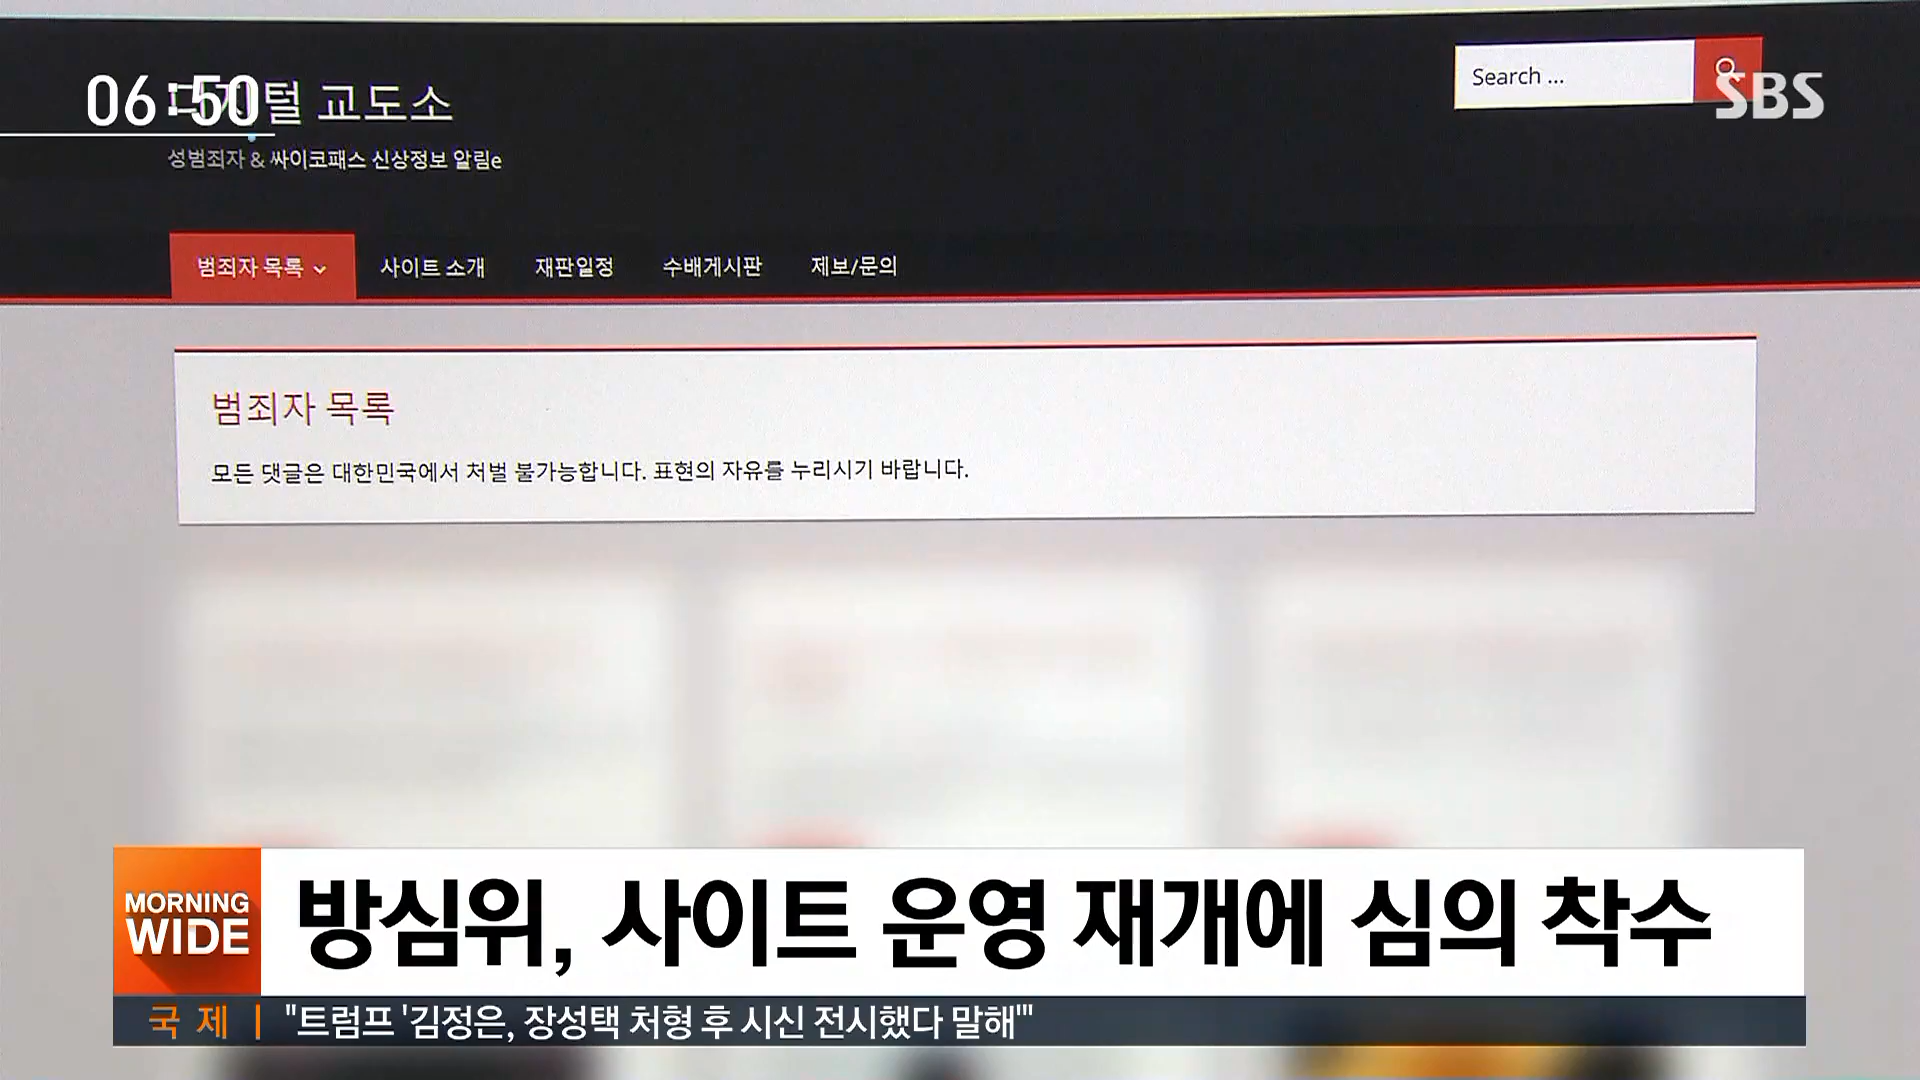 06:50
디지털 교도소
Search ...
SBS
성범죄자 & 싸이코패스 신상정보 알림e
범죄자 목록
사이트 소개
재판일정
수배게시판
제보/문의
범죄자 목록
모든 댓글은 대한민국에서 처벌 불가능합니다. 표현의 자유를 누리시기 바랍니다.
MORNING
WIDE
방심위, 사이트 운영 재개에 심의 착수
국제 | "트럼프 '김정은, 장성택 처형 후 시신 전시했다 말해'"